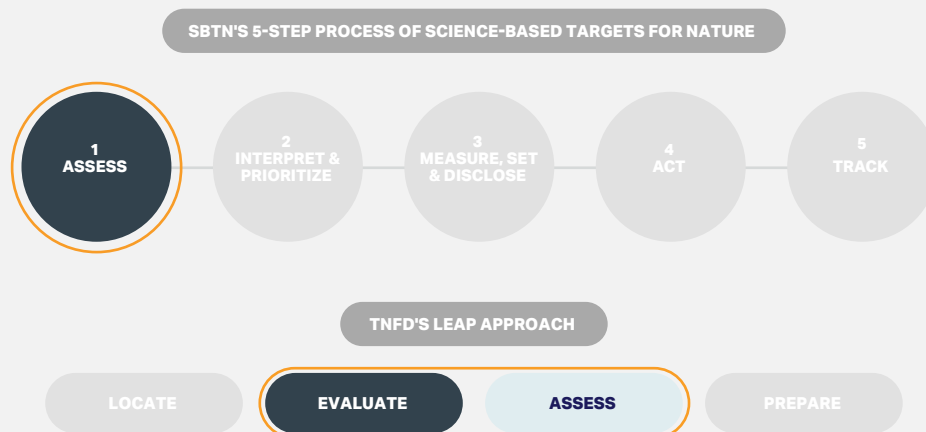 SBTN'S 5-STEP PROCESS OF SCIENCE-BASED TARGETS FOR NATURE
1
ASSESS
2
INTERPRET &
PRIORITIZE
3
MEASURE, SET
& DISCLOSE
4
ACT
5
TRACK
TNFD'S LEAP APPROACH
LOCATE
EVALUATE
ASSESS
PREPARE